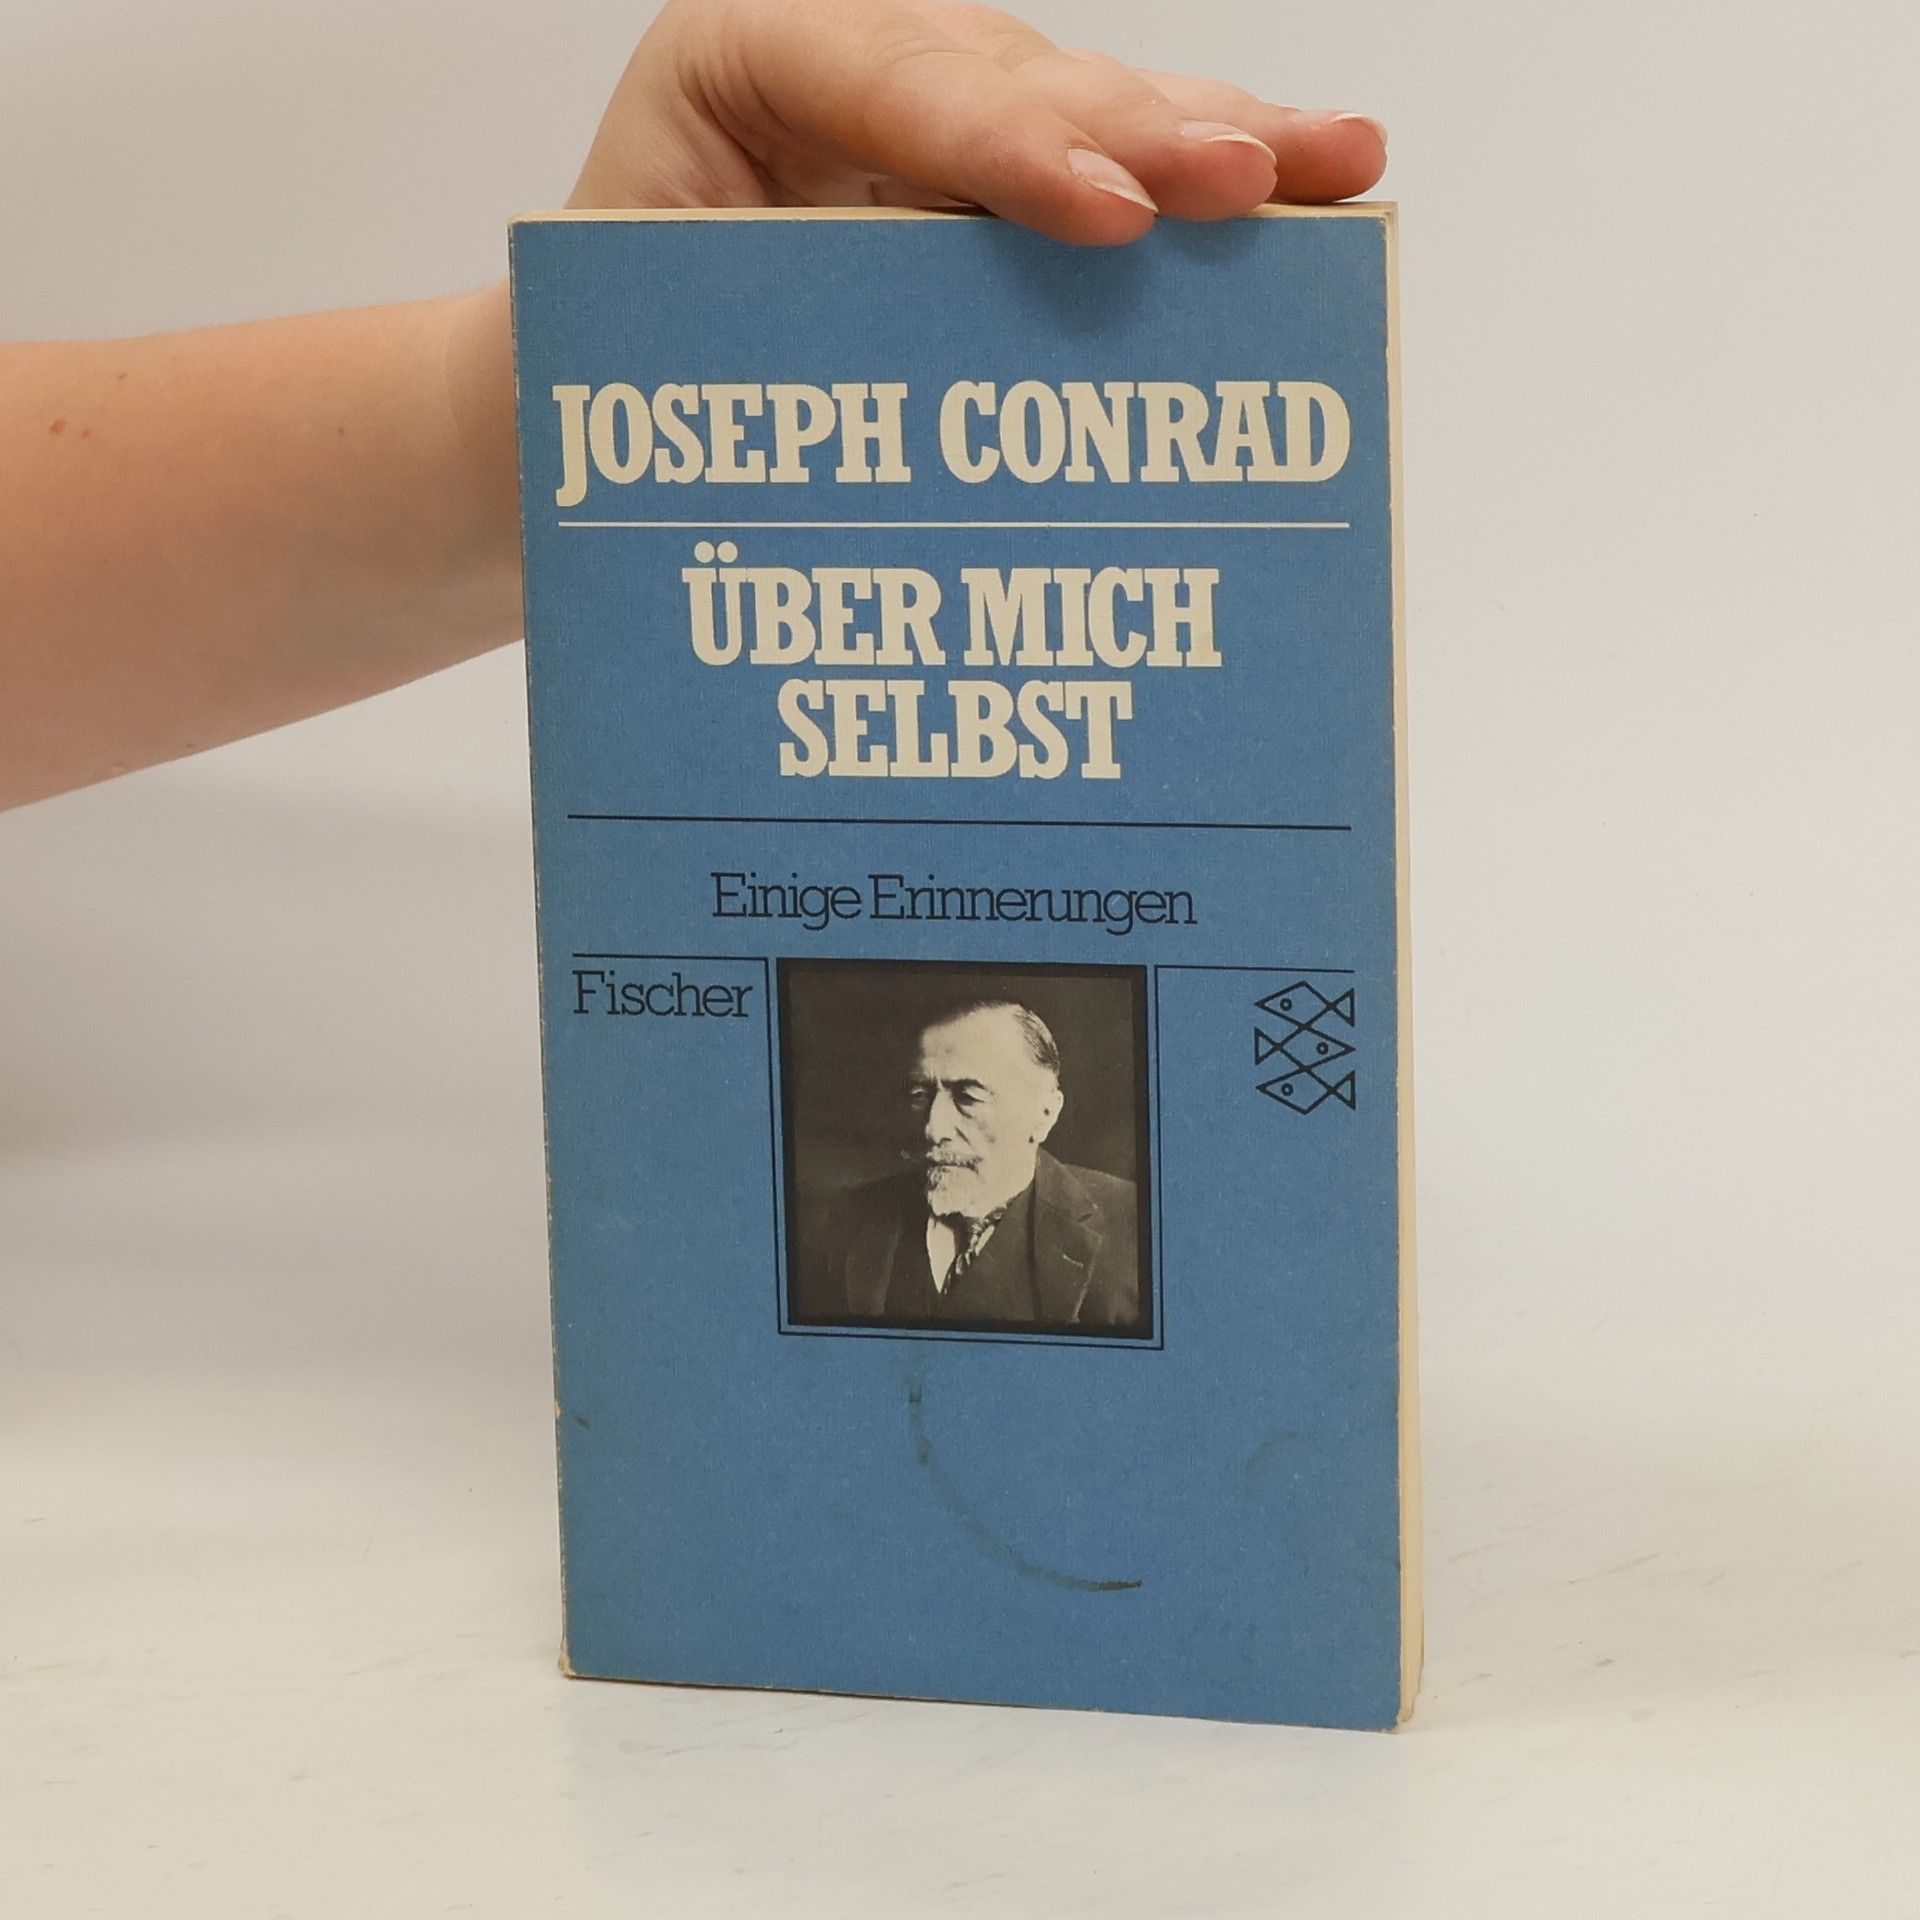 JOSEPH CONRAD
ÜBER MICH
SELBST
Einige Erinnerungen
Fischer